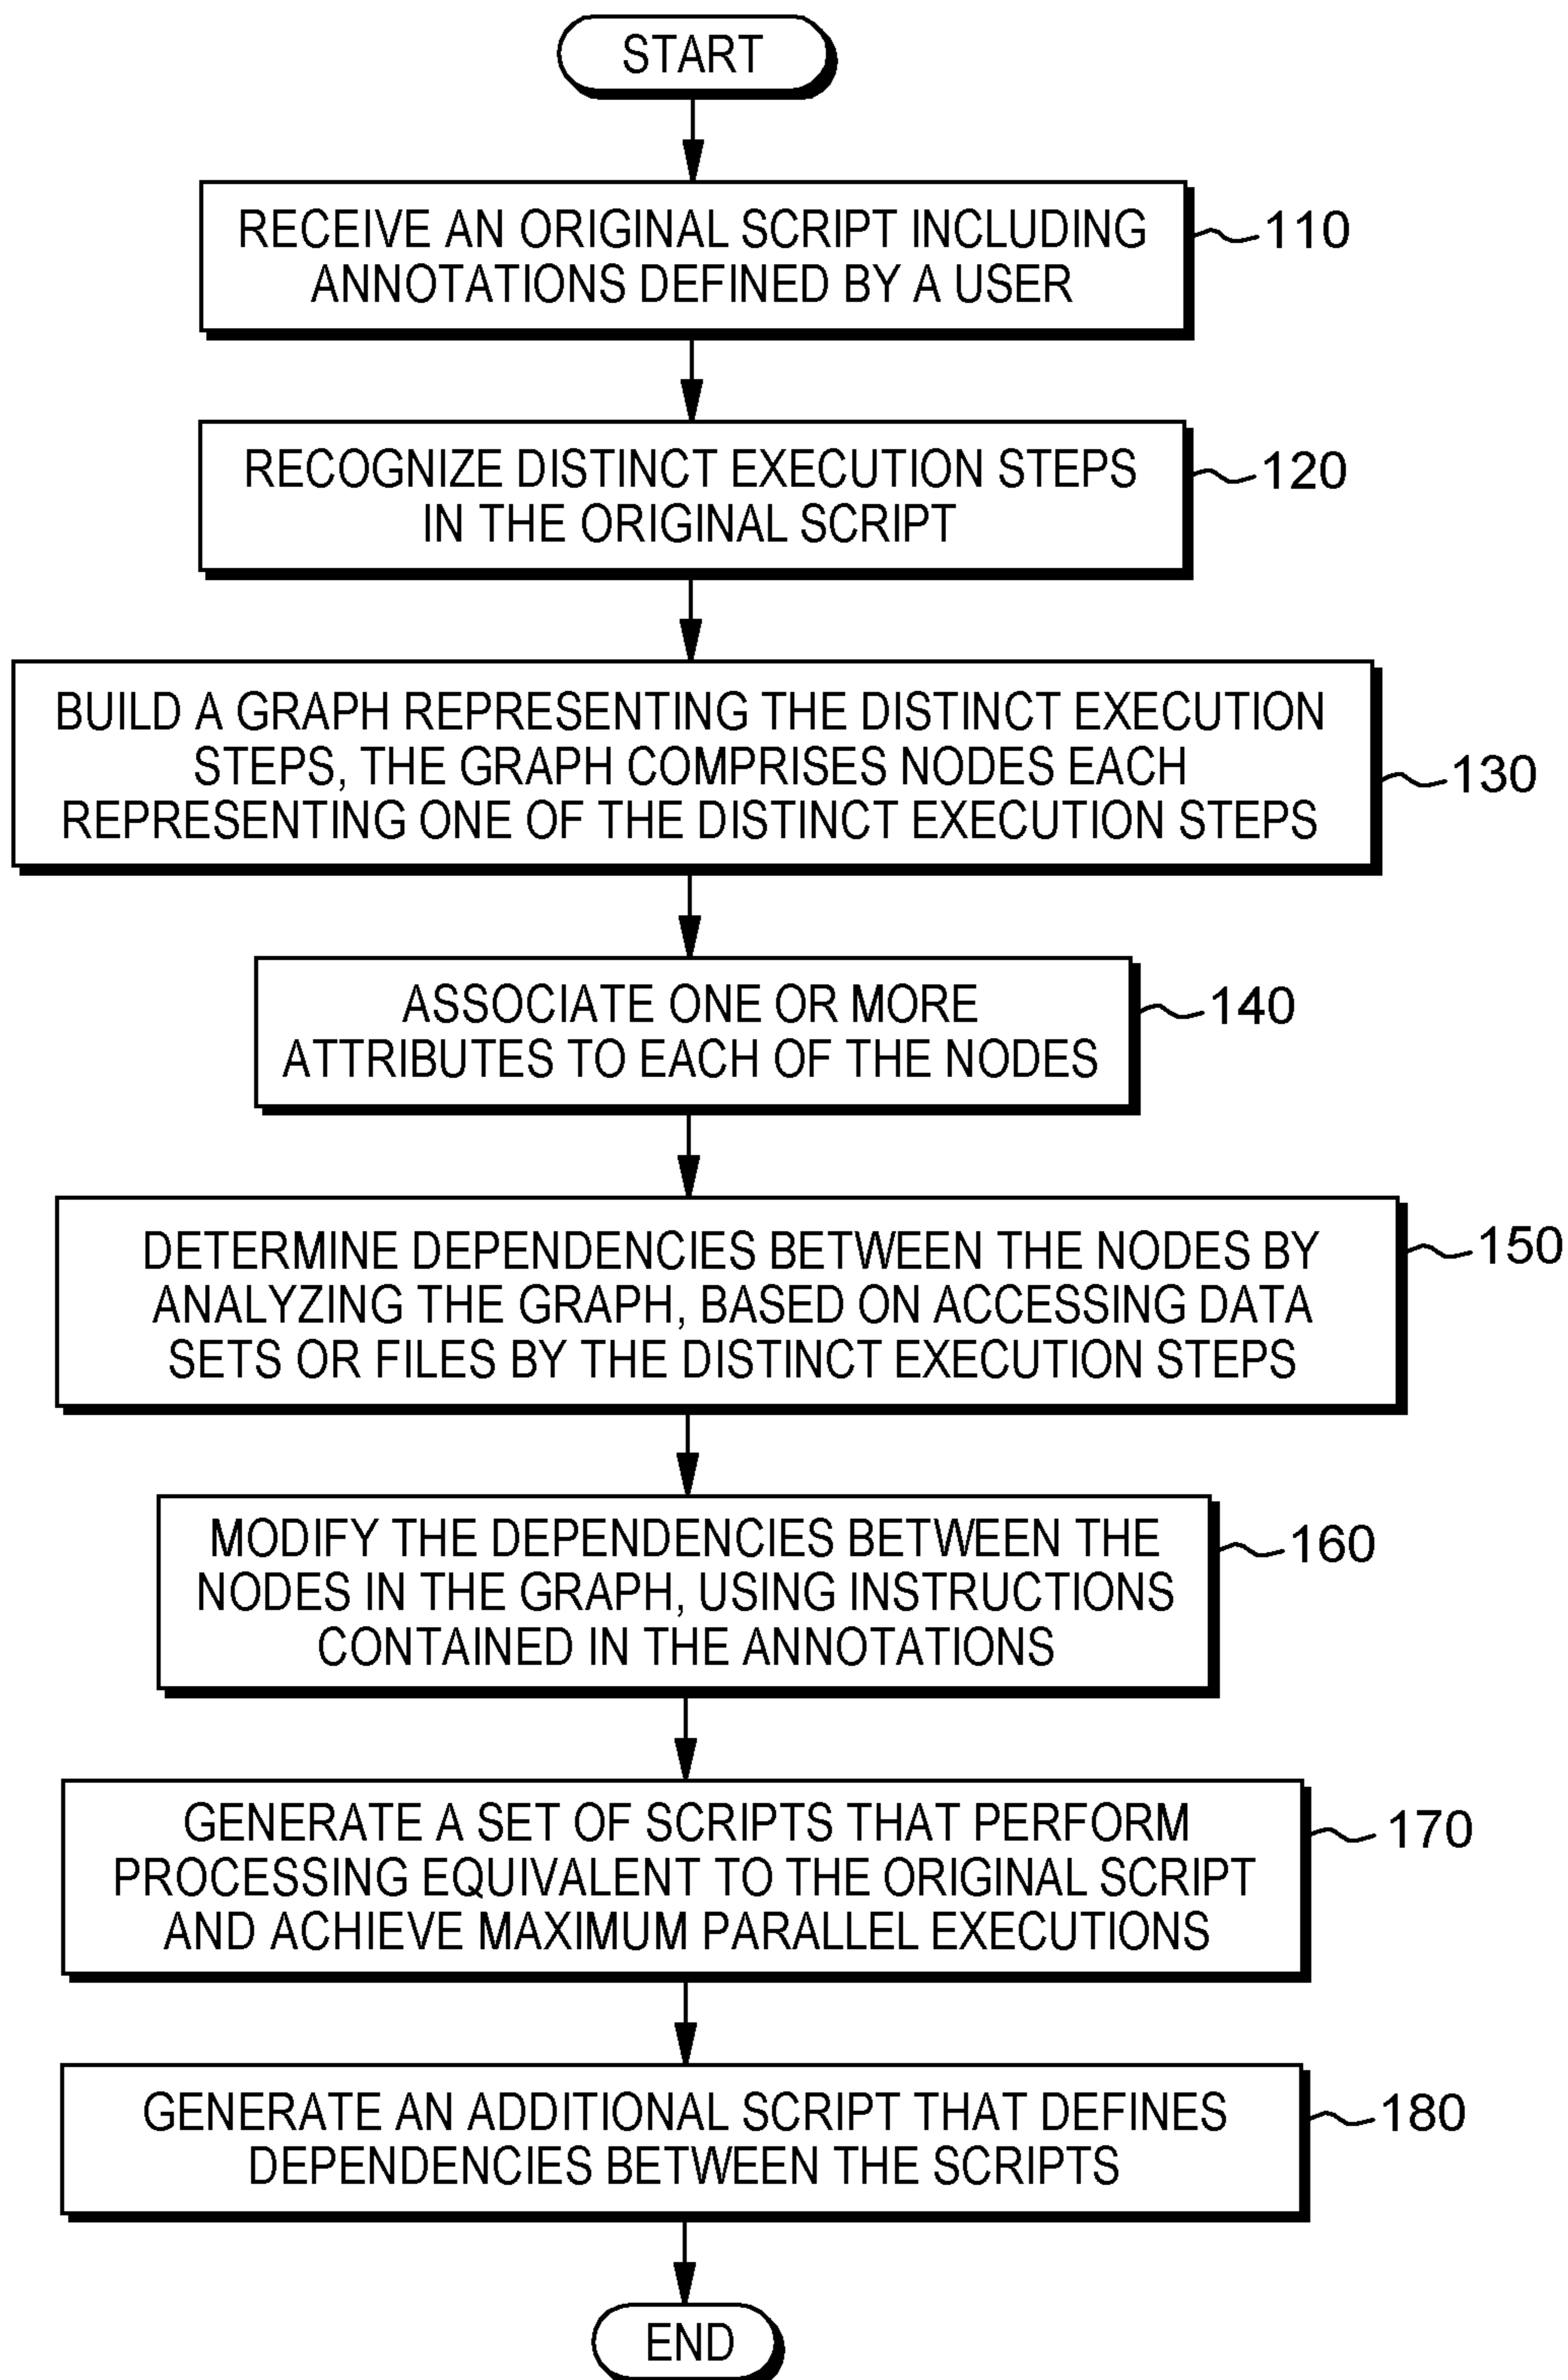 START
RECEIVE AN ORIGINAL SCRIPT INCLUDING
ANNOTATIONS DEFINED BY A USER
110
RECOGNIZE DISTINCT EXECUTION STEPS
IN THE ORIGINAL SCRIPT
120
BUILD A GRAPH REPRESENTING THE DISTINCT EXECUTION
STEPS, THE GRAPH COMPRISES NODES EACH
REPRESENTING ONE OF THE DISTINCT EXECUTION STEPS
130
ASSOCIATE ONE OR MORE
ATTRIBUTES TO EACH OF THE NODES
140
DETERMINE DEPENDENCIES BETWEEN THE NODES BY
ANALYZING THE GRAPH, BASED ON ACCESSING DATA
SETS OR FILES BY THE DISTINCT EXECUTION STEPS
150
MODIFY THE DEPENDENCIES BETWEEN THE
NODES IN THE GRAPH, USING INSTRUCTIONS
CONTAINED IN THE ANNOTATIONS
160
GENERATE A SET OF SCRIPTS THAT PERFORM
PROCESSING EQUIVALENT TO THE ORIGINAL SCRIPT
AND ACHIEVE MAXIMUM PARALLEL EXECUTIONS
170
GENERATE AN ADDITIONAL SCRIPT THAT DEFINES
DEPENDENCIES BETWEEN THE SCRIPTS
180
END